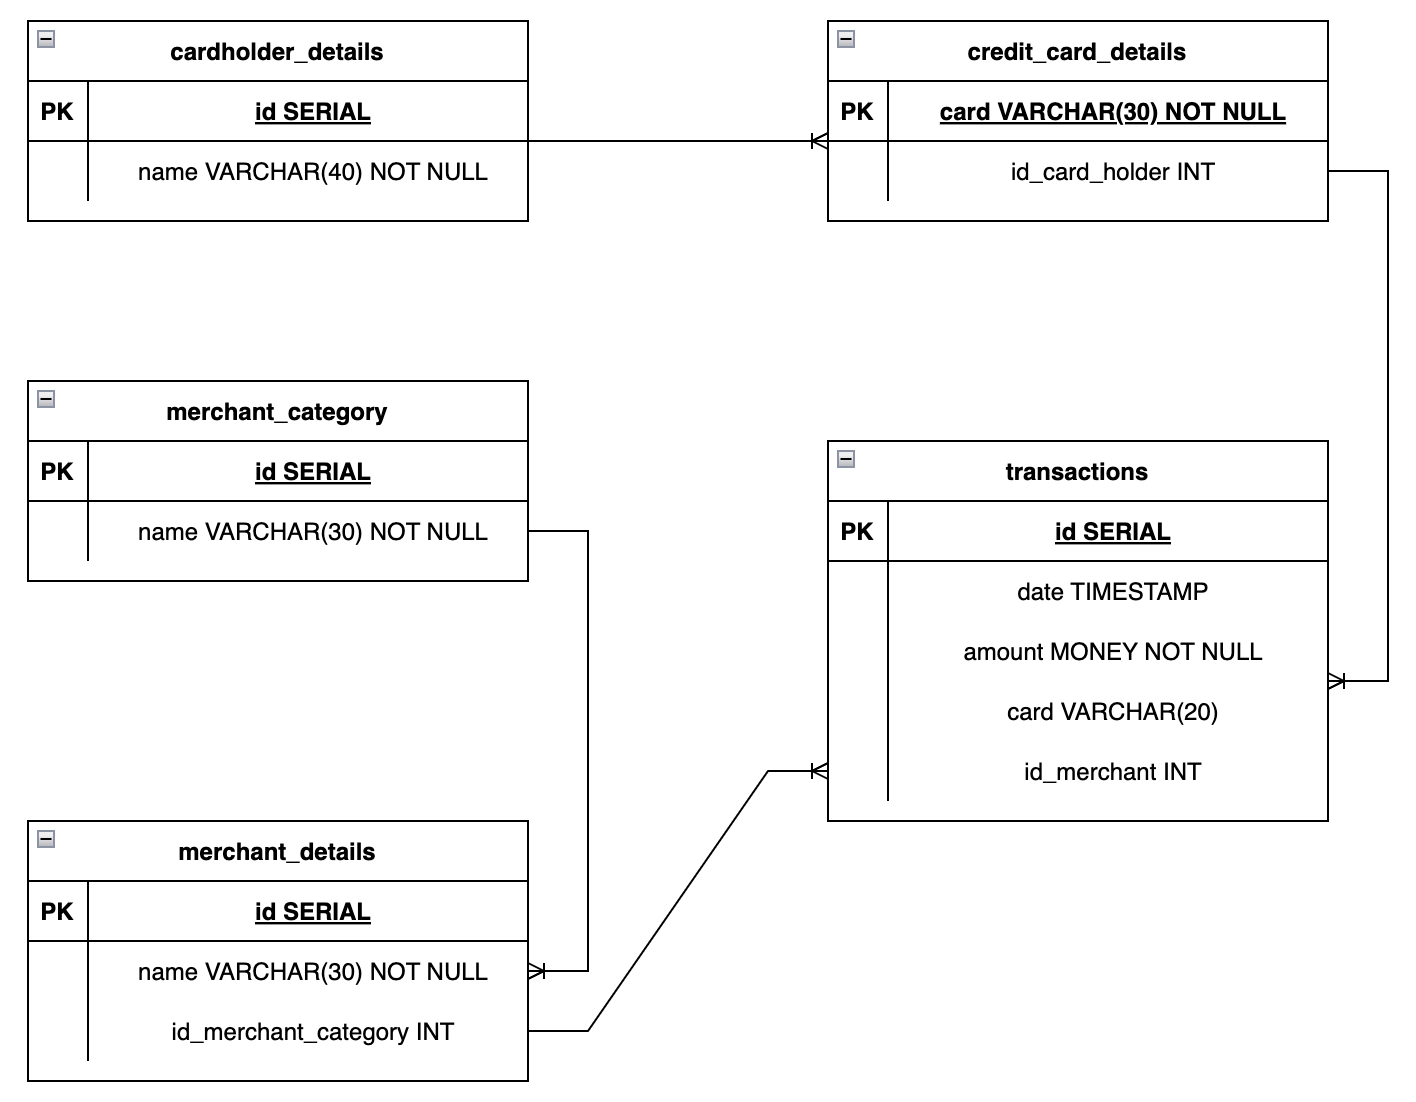 cardholder_details
PK id SERIAL
name VARCHAR(40) NOT NULL
credit_card_details
PK card VARCHAR(30) NOT NULL
id_card_holder INT
merchant_category
PK id SERIAL
name VARCHAR(30) NOT NULL
transactions
PK id SERIAL
date TIMESTAMP
amount MONEY NOT NULL
card VARCHAR(20)
id_merchant INT
merchant_details
PK id SERIAL
name VARCHAR(30) NOT NULL
id_merchant_category INT